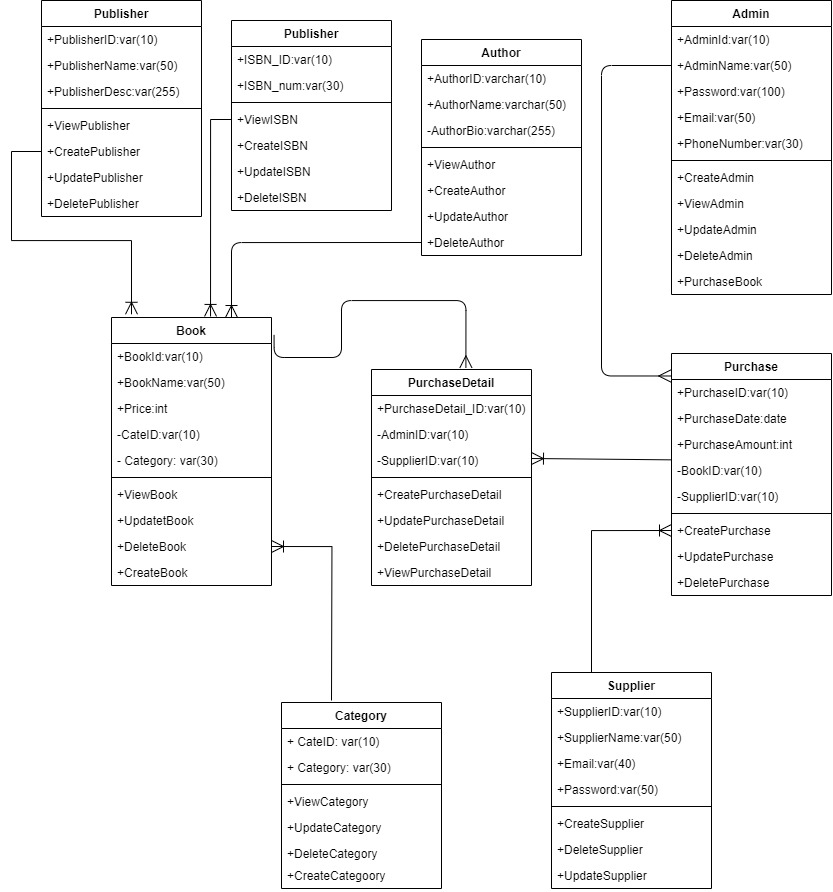 Publisher
+PublisherID:var(10)
+PublisherName:var(50)
+PublisherDesc:var(255)
+ViewPublisher
+CreatePublisher
+UpdatePublisher
+DeletePublisher
Publisher
+ISBN_ID:var(10)
+ISBN_num:var(30)
+ViewISBN
+CreateISBN
+UpdateISBN
+DeleteISBN
Author
+AuthorID:varchar(10)
+AuthorName:varchar(50)
-AuthorBio:varchar(255)
+ViewAuthor
+CreateAuthor
+UpdateAuthor
+DeleteAuthor
Admin
+AdminId:var(10)
+AdminName:var(50)
+Password:var(100)
+Email:var(50)
+PhoneNumber:var(30)
+CreateAdmin
+ViewAdmin
+UpdateAdmin
+DeleteAdmin
+PurchaseBook
Book
+BookId:var(10)
+BookName:var(50)
+Price:int
-CateID:var(10)
- Category: var(30)
+ViewBook
+UpdatetBook
+DeleteBook
+CreateBook
PurchaseDetail
+PurchaseDetail_ID:var(10)
-AdminID:var(10)
-SupplierID:var(10)
+CreatePurchaseDetail
+UpdatePurchaseDetail
+DeletePurchaseDetail
+ViewPurchaseDetail
Purchase
+PurchaseID:var(10)
+PurchaseDate:date
+PurchaseAmount:int
-BookID:var(10)
-SupplierID:var(10)
+CreatePurchase
+UpdatePurchase
+DeletePurchase
Category
+ CateID: var(10)
+ Category: var(30)
+ViewCategory
+UpdateCategory
+DeleteCategory
+CreateCategoory
Supplier
+SupplierID:var(10)
+SupplierName:var(50)
+Email:var(40)
+Password:var(50)
+CreateSupplier
+DeleteSupplier
+UpdateSupplier